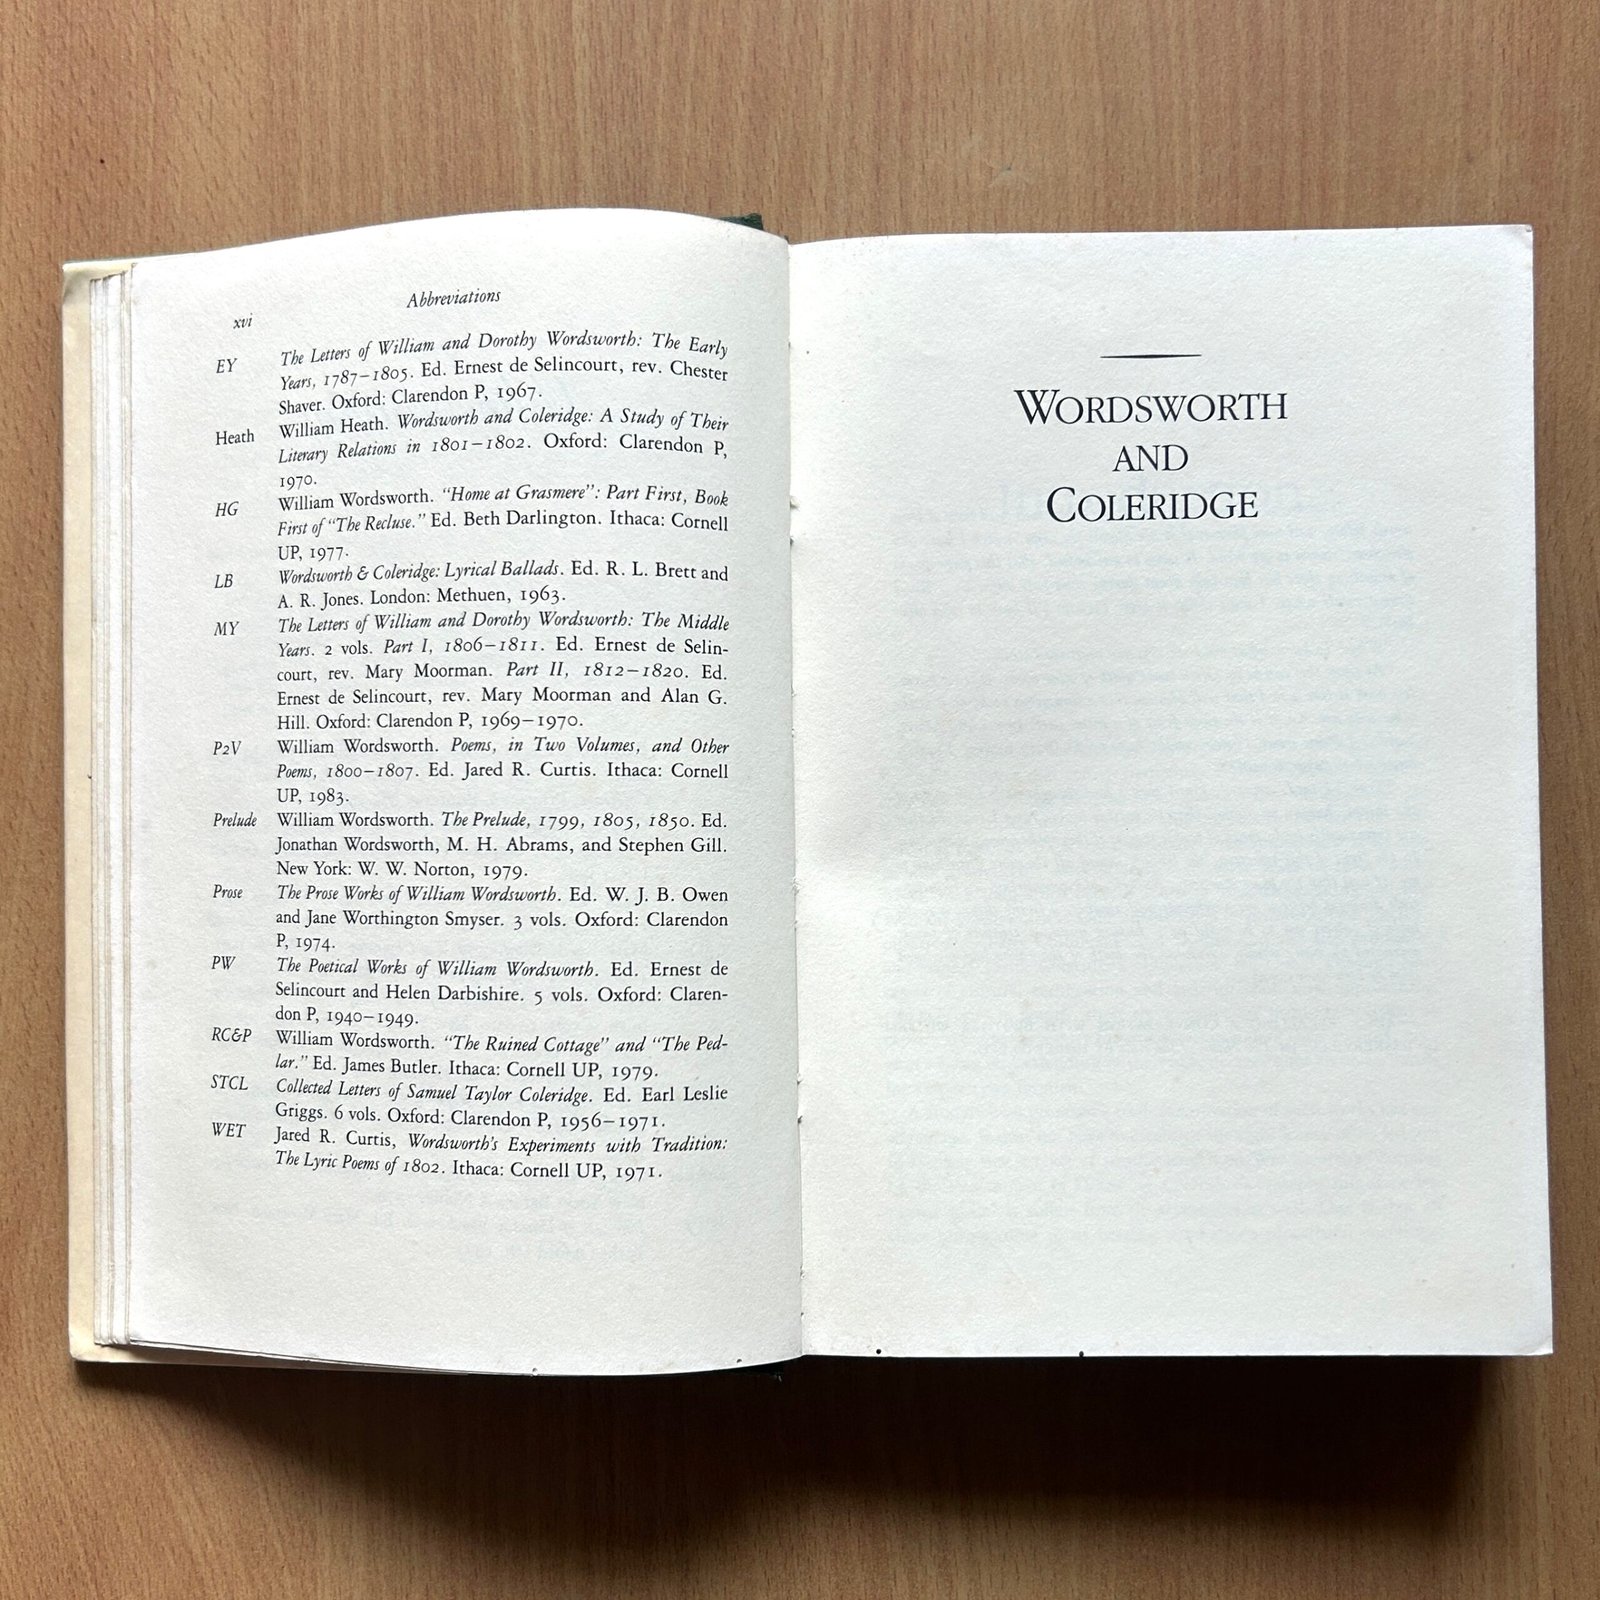 Abbreviations
xvi
EY The Letters of William and Dorothy Wordsworth: The Early
Years, 1787–1805. Ed. Ernest de Selincourt, rev. Chester
Shaver. Oxford: Clarendon P, 1967.
Heath William Heath. Wordsworth and Coleridge: A Study of Their
Literary Relations in 1801–1802. Oxford: Clarendon P,
1970.
HG William Wordsworth. “Home at Grasmere”: Part First, Book
First of “The Recluse.” Ed. Beth Darlington. Ithaca: Cornell
UP, 1977.
LB Wordsworth & Coleridge: Lyrical Ballads. Ed. R. L. Brett and
A. R. Jones. London: Methuen, 1963.
MY The Letters of William and Dorothy Wordsworth: The Middle
Years. 2 vols. Part I, 1806–1811. Ed. Ernest de Selin-
court, rev. Mary Moorman. Part II, 1812–1820. Ed.
Ernest de Selincourt, rev. Mary Moorman and Alan G.
Hill. Oxford: Clarendon P, 1969–1970.
P2V William Wordsworth. Poems, in Two Volumes, and Other
Poems, 1800–1807. Ed. Jared R. Curtis. Ithaca: Cornell
UP, 1983.
Prelude William Wordsworth. The Prelude, 1799, 1805, 1850. Ed.
Jonathan Wordsworth, M. H. Abrams, and Stephen Gill.
New York: W. W. Norton, 1979.
Prose The Prose Works of William Wordsworth. Ed. W. J. B. Owen
and Jane Worthington Smyser. 3 vols. Oxford: Clarendon
P, 1974.
PW The Poetical Works of William Wordsworth. Ed. Ernest de
Selincourt and Helen Darbishire. 5 vols. Oxford: Claren-
don P, 1940–1949.
RC&P William Wordsworth. “The Ruined Cottage” and “The Ped-
lar.” Ed. James Butler. Ithaca: Cornell UP, 1979.
STCL Collected Letters of Samuel Taylor Coleridge. Ed. Earl Leslie
Griggs. 6 vols. Oxford: Clarendon P, 1956–1971.
WET Jared R. Curtis, Wordsworth's Experiments with Tradition:
The Lyric Poems of 1802. Ithaca: Cornell UP, 1971.
WORDSWORTH
AND
COLERIDGE